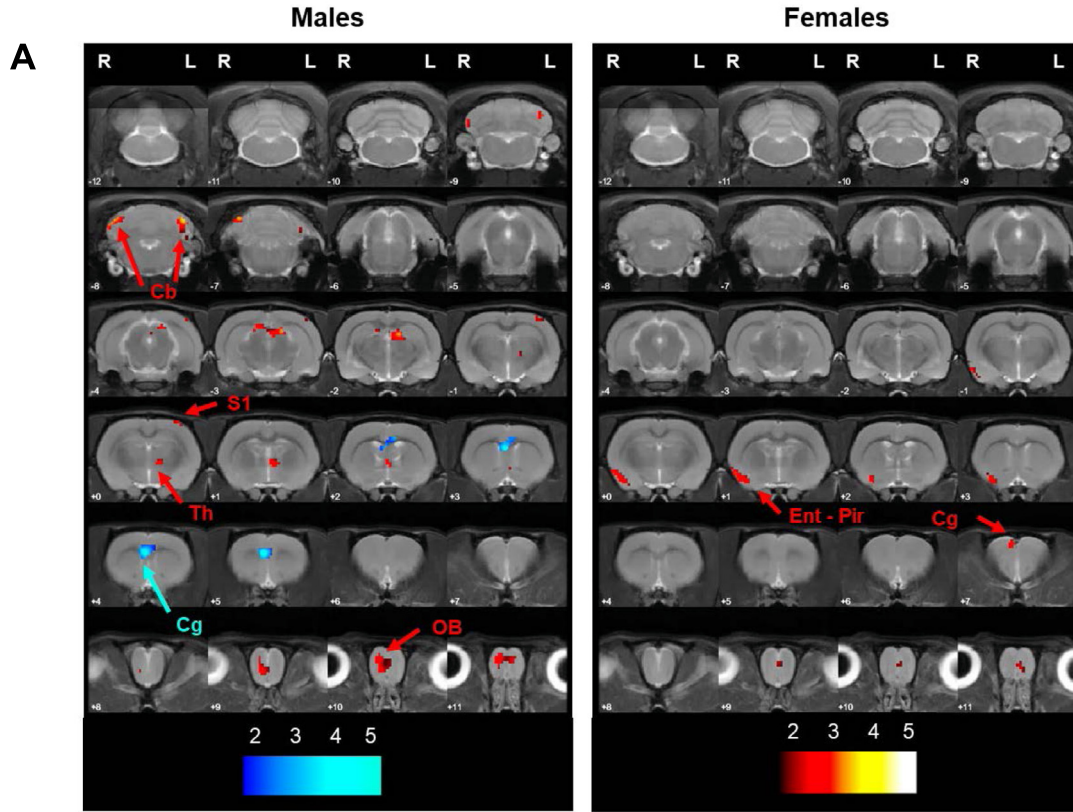 Males Females
A
R L R L R L R L R L R L R L R L
-12 -11 -10 -9 -12 -11 -10 -9
-8 -7 -6 -5 -8 -7 -6 -5
Cb
-4 -3 -2 -1 -4 -3 -2 -1
S1
+0 +1 +2 +3 +0 +1 +2 +3
Th Ent - Pir Cg
+4 +5 +6 +7 +4 +5 +6 +7
Cg
OB
+8 +9 +10 +11 +8 +9 +10 +11
2 3 4 5 2 3 4 5